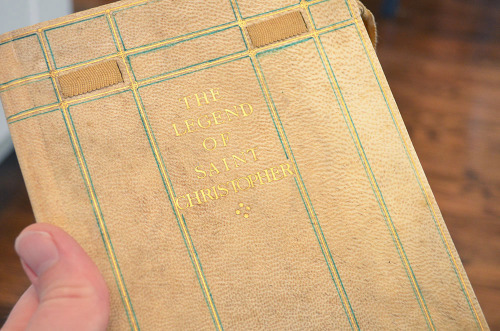 THE
LEGEND
OF
SAINT
CHRISTOPHER